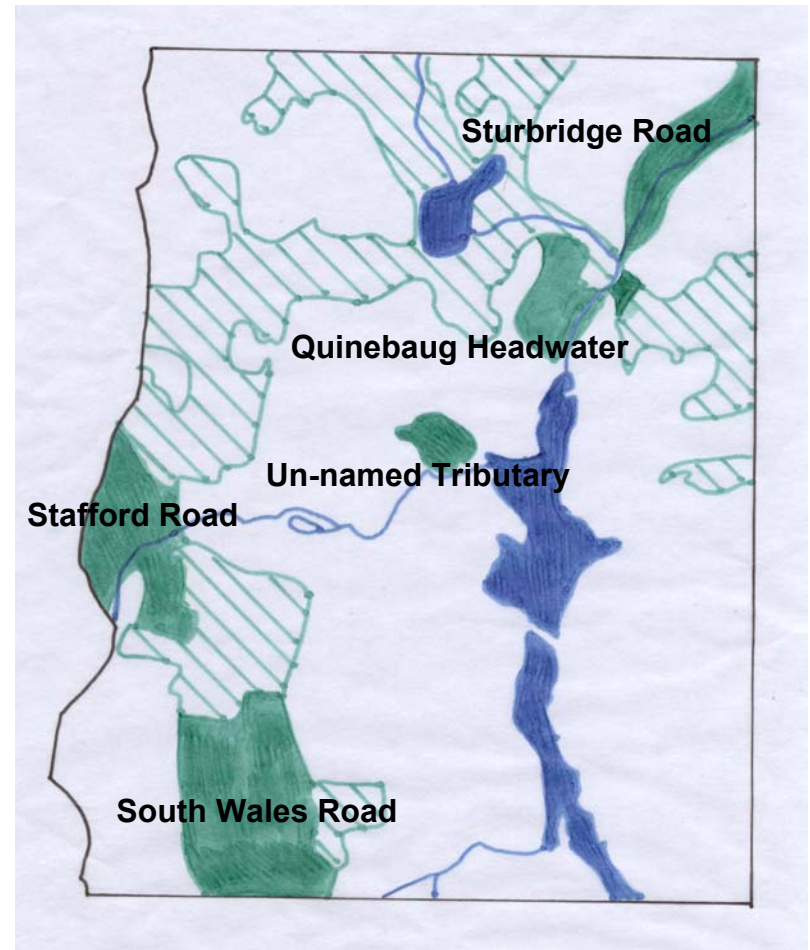 Sturbridge Road
Quinebaug Headwater
Un-named Tributary
Stafford Road
South Wales Road